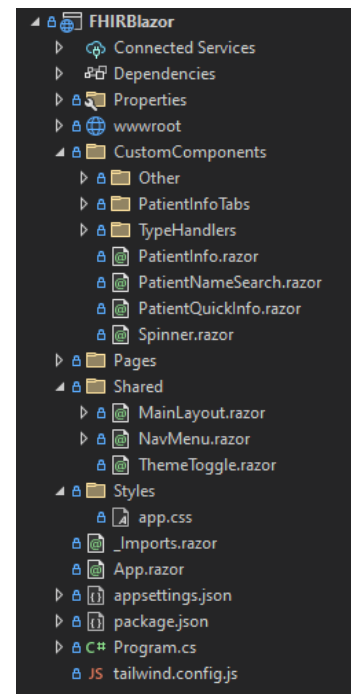 FHIRBlazor
Connected Services
Dependencies
Properties
wwwroot
CustomComponents
Other
PatientInfoTabs
TypeHandlers
PatientInfo.razor
PatientNameSearch.razor
PatientQuickInfo.razor
Spinner.razor
Pages
Shared
MainLayout.razor
NavMenu.razor
ThemeToggle.razor
Styles
app.css
_Imports.razor
App.razor
appsettings.json
package.json
C# Program.cs
JS tailwind.config.js